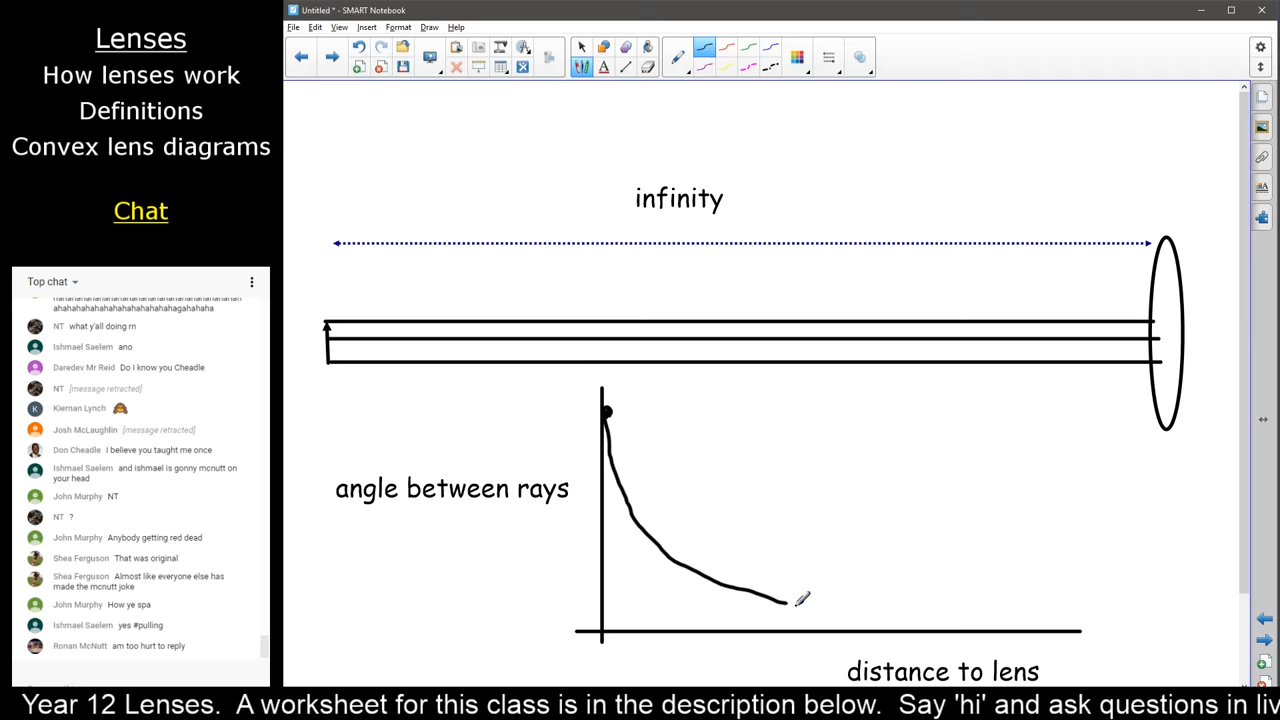 Lenses
How lenses work
Definitions
Convex lens diagrams
Chat
Top chat
ahahahahahahahahahahahahagahahaha
NT what y'all doing rn
Ishmael Saelem ano
Daredev Mr Reid Do I know you Cheadle
NT [message retracted]
K Kiernan Lynch
Josh McLaughlin [message retracted]
Don Cheadle I believe you taught me once
Ishmael Saelem and ishmael is gonny mcnutt on
your head
John Murphy NT
NT ?
John Murphy Anybody getting red dead
Shea Ferguson That was original
Shea Ferguson Almost like everyone else has
made the mcnutt joke
John Murphy How ye spa
Ishmael Saelem yes #pulling
Ronan McNutt am too hurt to reply
Untitled * - SMART Notebook
File Edit View Insert Format Draw Help
infinity
angle between rays
distance to lens
Year 12 Lenses. A worksheet for this class is in the description below. Say 'hi' and ask questions in liv